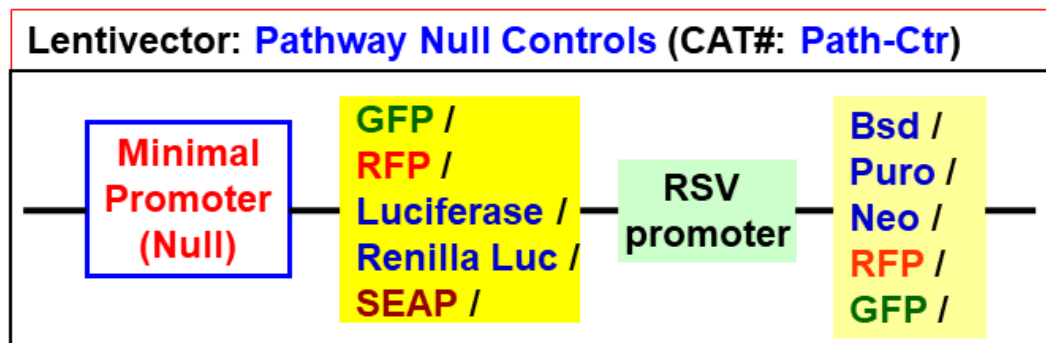 Lentivector: Pathway Null Controls (CAT#: Path-Ctr)
Minimal
Promoter
(Null)
GFP /
RFP /
Luciferase /
Renilla Luc /
SEAP /
RSV
promoter
Bsd /
Puro /
Neo /
RFP /
GFP /